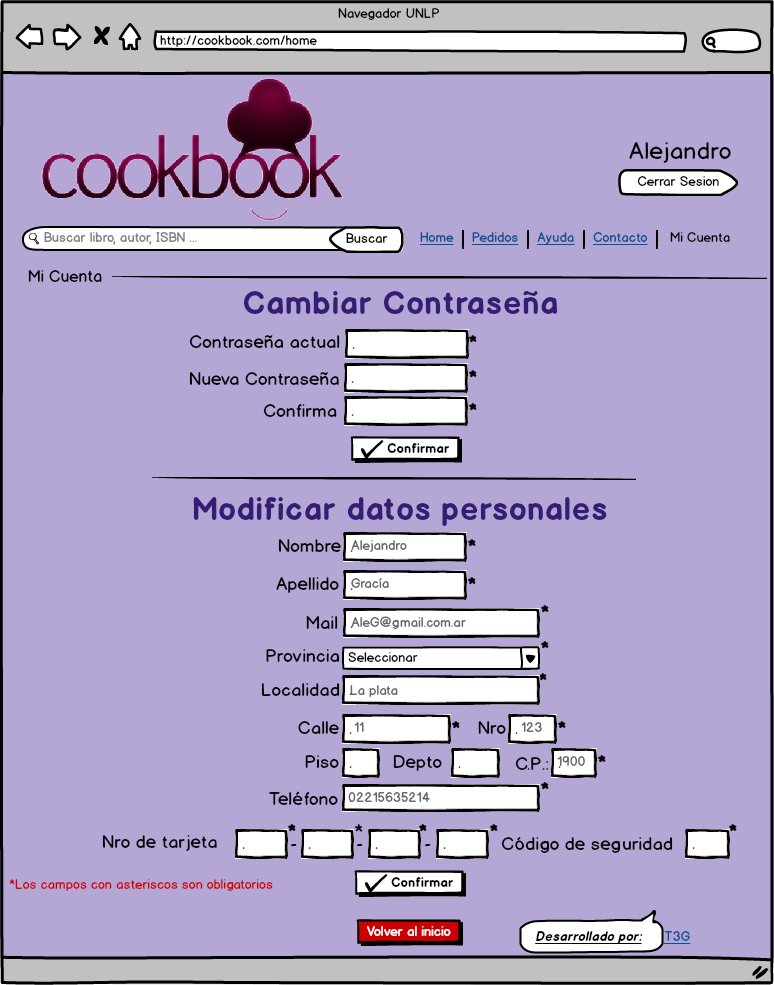 Navegador UNLP
http://cookbook.com/home
cookbook
Alejandro
Cerrar Sesion
Buscar libro, autor, ISBN ... Buscar Home Pedidos Ayuda Contacto Mi Cuenta
Mi Cuenta
Cambiar Contraseña
Contraseña actual . *
Nueva Contraseña . *
Confirma . *
Confirmar
Modificar datos personales
Nombre .Alejandro *
Apellido .Gracía *
Mail AleG@gmail.com.ar *
Provincia Seleccionar *
Localidad La plata *
Calle . 11 * Nro . 123 *
Piso . Depto . C.P.: 1900 *
Teléfono 02215635214 *
Nro de tarjeta . * - . * - . * - . * Código de seguridad . *
*Los campos con asteriscos son obligatorios Confirmar
Volver al inicio Desarrollado por: T3G